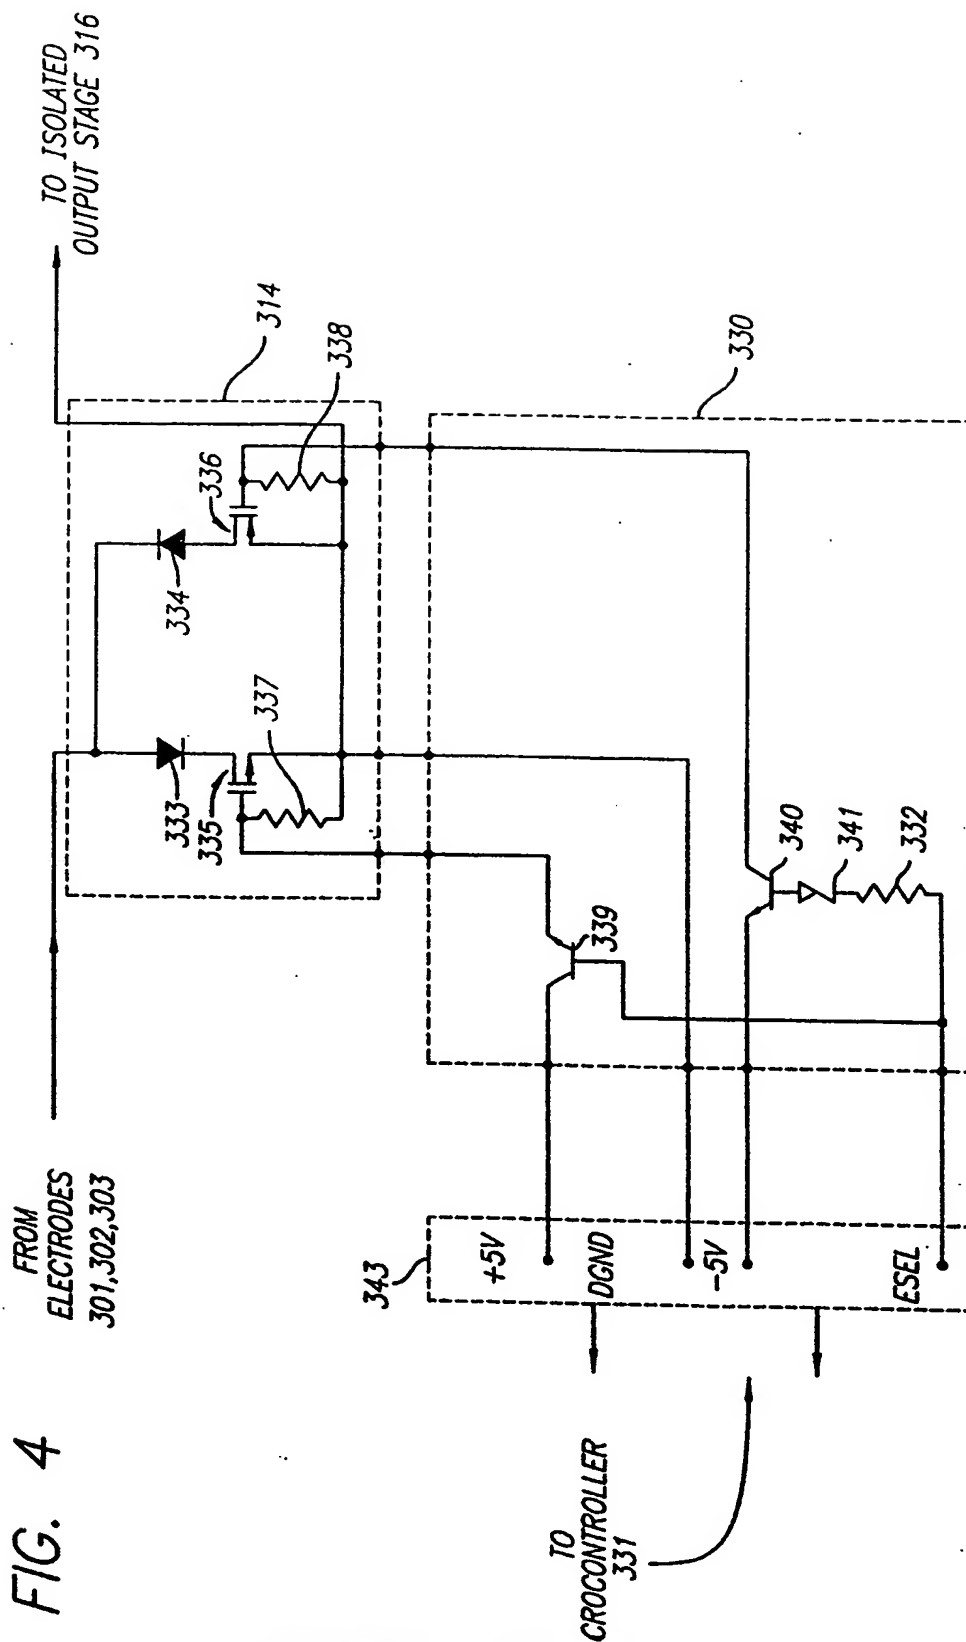 FIG. 4
FROM
ELECTRODES
301,302,303
TO ISOLATED
OUTPUT STAGE 316
314
333
334
335
336
337
338
330
339
340
341
332
343
+5V
DGND
-5V
ESEL
TO
CROCONTROLLER
331